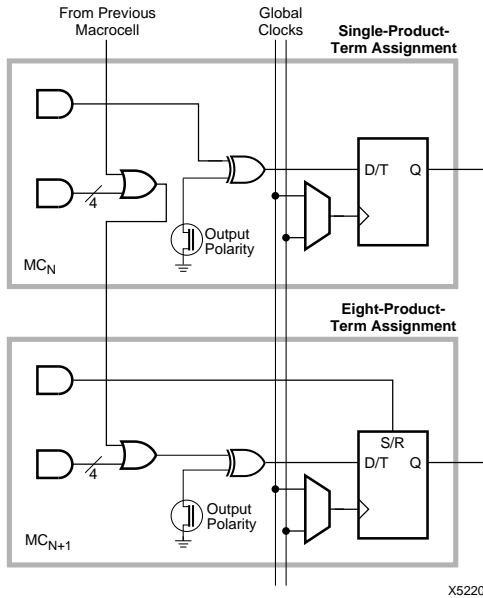 From Previous
Macrocell
Global
Clocks
Single-Product-
Term Assignment
D/T Q
4
Output
Polarity
MCN
Eight-Product-
Term Assignment
S/R
D/T Q
4
Output
Polarity
MCN+1
X5220